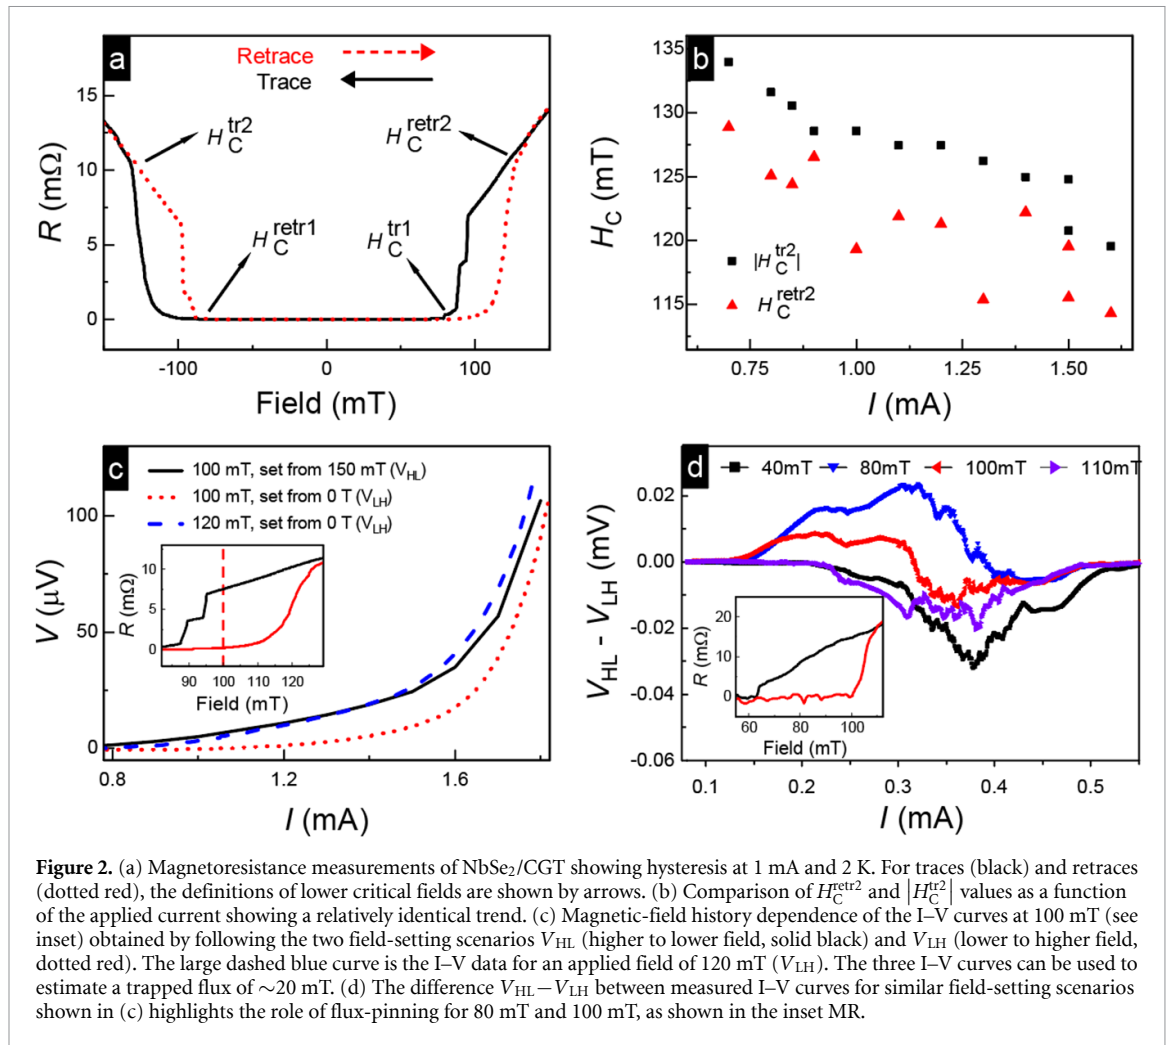 a
Retrace
Trace
H_C^tr2
H_C^retr2
H_C^retr1
H_C^tr1
15
10
5
0
R (mΩ)
-100
0
100
Field (mT)
b
135
130
125
120
115
H_C (mT)
|H_C^tr2|
H_C^retr2
0.75
1.00
1.25
1.50
I (mA)
c
100 mT, set from 150 mT (V_HL)
100 mT, set from 0 T (V_LH)
120 mT, set from 0 T (V_LH)
100
50
0
V (μV)
10
5
0
R (mΩ)
90
100
110
120
Field (mT)
0.8
1.2
1.6
I (mA)
d
40mT
80mT
100mT
110mT
0.02
0.00
-0.02
-0.04
-0.06
V_HL - V_LH (mV)
20
10
0
R (mΩ)
60
80
100
Field (mT)
0.1
0.2
0.3
0.4
0.5
I (mA)
Figure 2. (a) Magnetoresistance measurements of NbSe₂/CGT showing hysteresis at 1 mA and 2 K. For traces (black) and retraces
(dotted red), the definitions of lower critical fields are shown by arrows. (b) Comparison of H_C^retr2 and |H_C^tr2| values as a function
of the applied current showing a relatively identical trend. (c) Magnetic-field history dependence of the I–V curves at 100 mT (see
inset) obtained by following the two field-setting scenarios V_HL (higher to lower field, solid black) and V_LH (lower to higher field,
dotted red). The large dashed blue curve is the I–V data for an applied field of 120 mT (V_LH). The three I–V curves can be used to
estimate a trapped flux of ~20 mT. (d) The difference V_HL−V_LH between measured I–V curves for similar field-setting scenarios
shown in (c) highlights the role of flux-pinning for 80 mT and 100 mT, as shown in the inset MR.